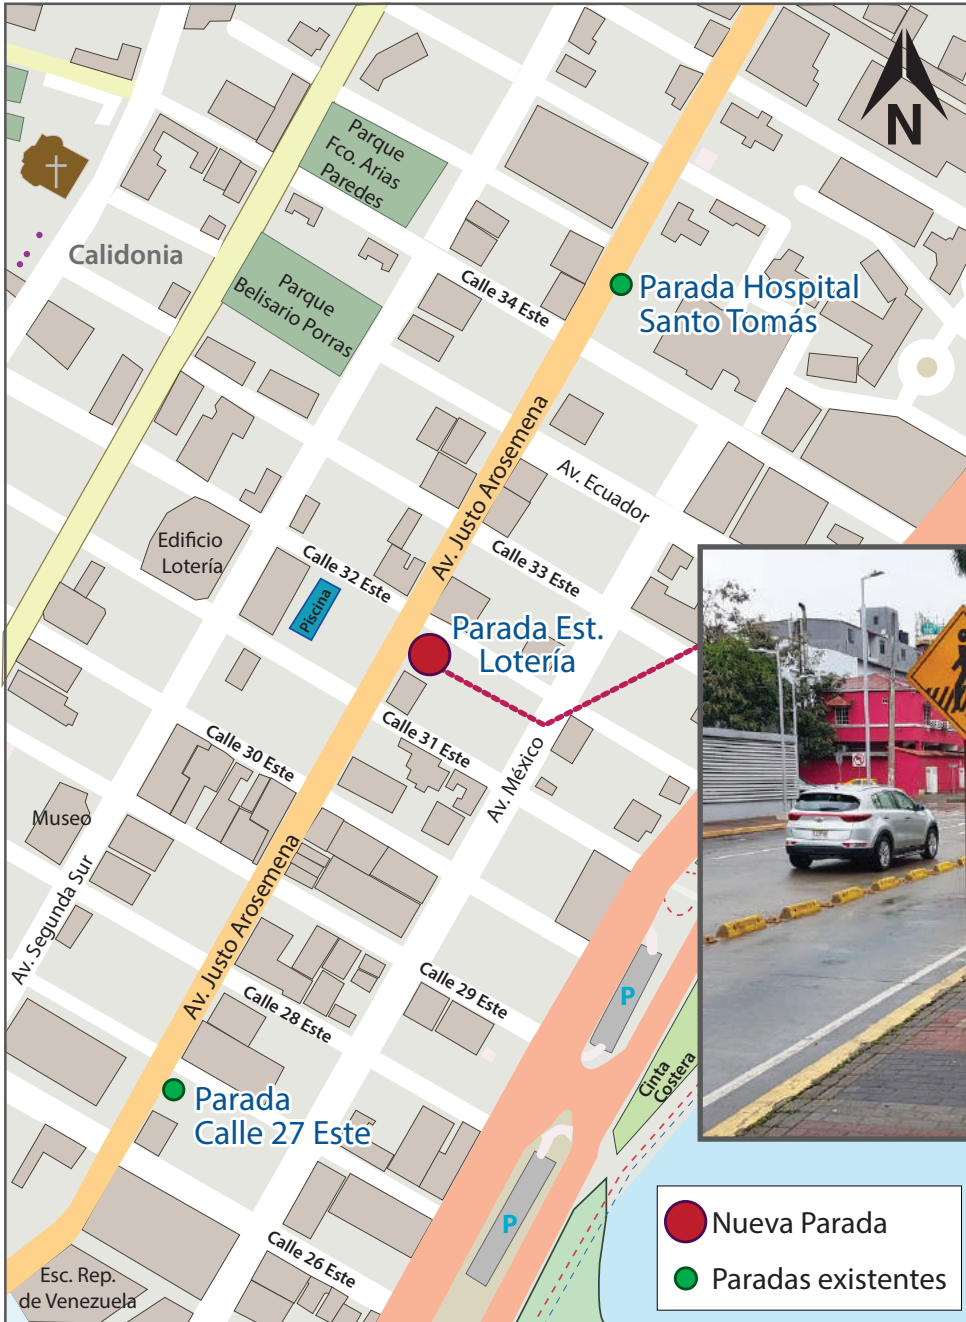 N
Parque
Fco. Arias
Paredes
Calidonia
Parque
Belisario Porras
Calle 34 Este
Parada Hospital
Santo Tomás
Av. Justo Arosemena
Av. Ecuador
Edificio
Lotería
Calle 32 Este
Calle 33 Este
Piscina
Parada Est.
Lotería
Calle 31 Este
Calle 30 Este
Av. México
Museo
Av. Segunda Sur
Av. Justo Arosemena
Calle 29 Este
Calle 28 Este
P
Cinta
Costera
Parada
Calle 27 Este
P
Calle 26 Este
Esc. Rep.
de Venezuela
Nueva Parada
Paradas existentes